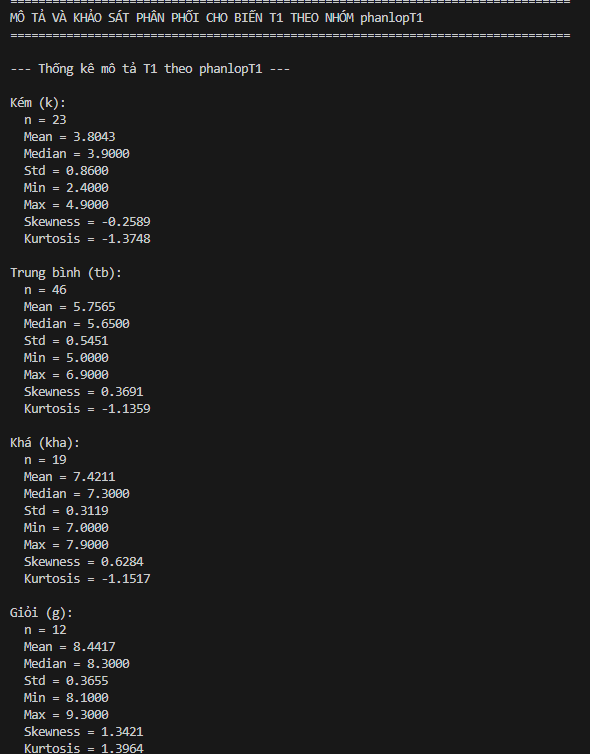 ================================================================================
MÔ TẢ VÀ KHẢO SÁT PHÂN PHỐI CHO BIẾN T1 THEO NHÓM phanlopT1
================================================================================
--- Thống kê mô tả T1 theo phanlopT1 ---
Kém (k):
n = 23
Mean = 3.8043
Median = 3.9000
Std = 0.8600
Min = 2.4000
Max = 4.9000
Skewness = -0.2589
Kurtosis = -1.3748
Trung bình (tb):
n = 46
Mean = 5.7565
Median = 5.6500
Std = 0.5451
Min = 5.0000
Max = 6.9000
Skewness = 0.3691
Kurtosis = -1.1359
Khá (kha):
n = 19
Mean = 7.4211
Median = 7.3000
Std = 0.3119
Min = 7.0000
Max = 7.9000
Skewness = 0.6284
Kurtosis = -1.1517
Giỏi (g):
n = 12
Mean = 8.4417
Median = 8.3000
Std = 0.3655
Min = 8.1000
Max = 9.3000
Skewness = 1.3421
Kurtosis = 1.3964